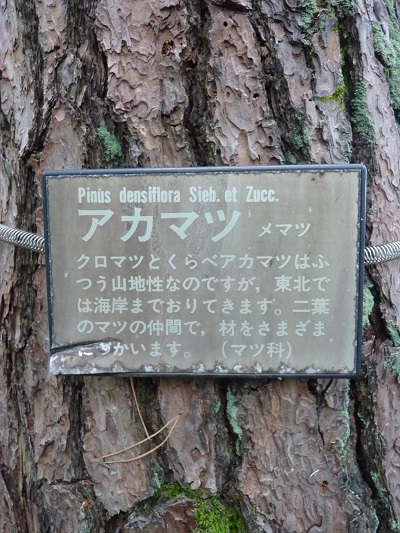 Pinus densiflora Sieb. et Zucc.
アカマツ メマツ
クロマツとくらべアカマツはふ
つう山地性なのですが，東北で
は海岸までおりてきます。二葉
のマツの仲間で，材をさまざま
につかいます。（マツ科）